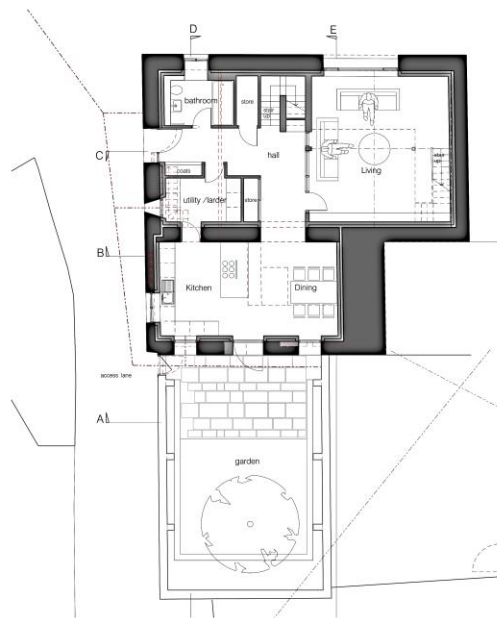 D
E
bathroom
store
stair
up
C
hall
stair
up
coats
Living
utility /larder
store
B
Kitchen
Dining
access lane
A
garden